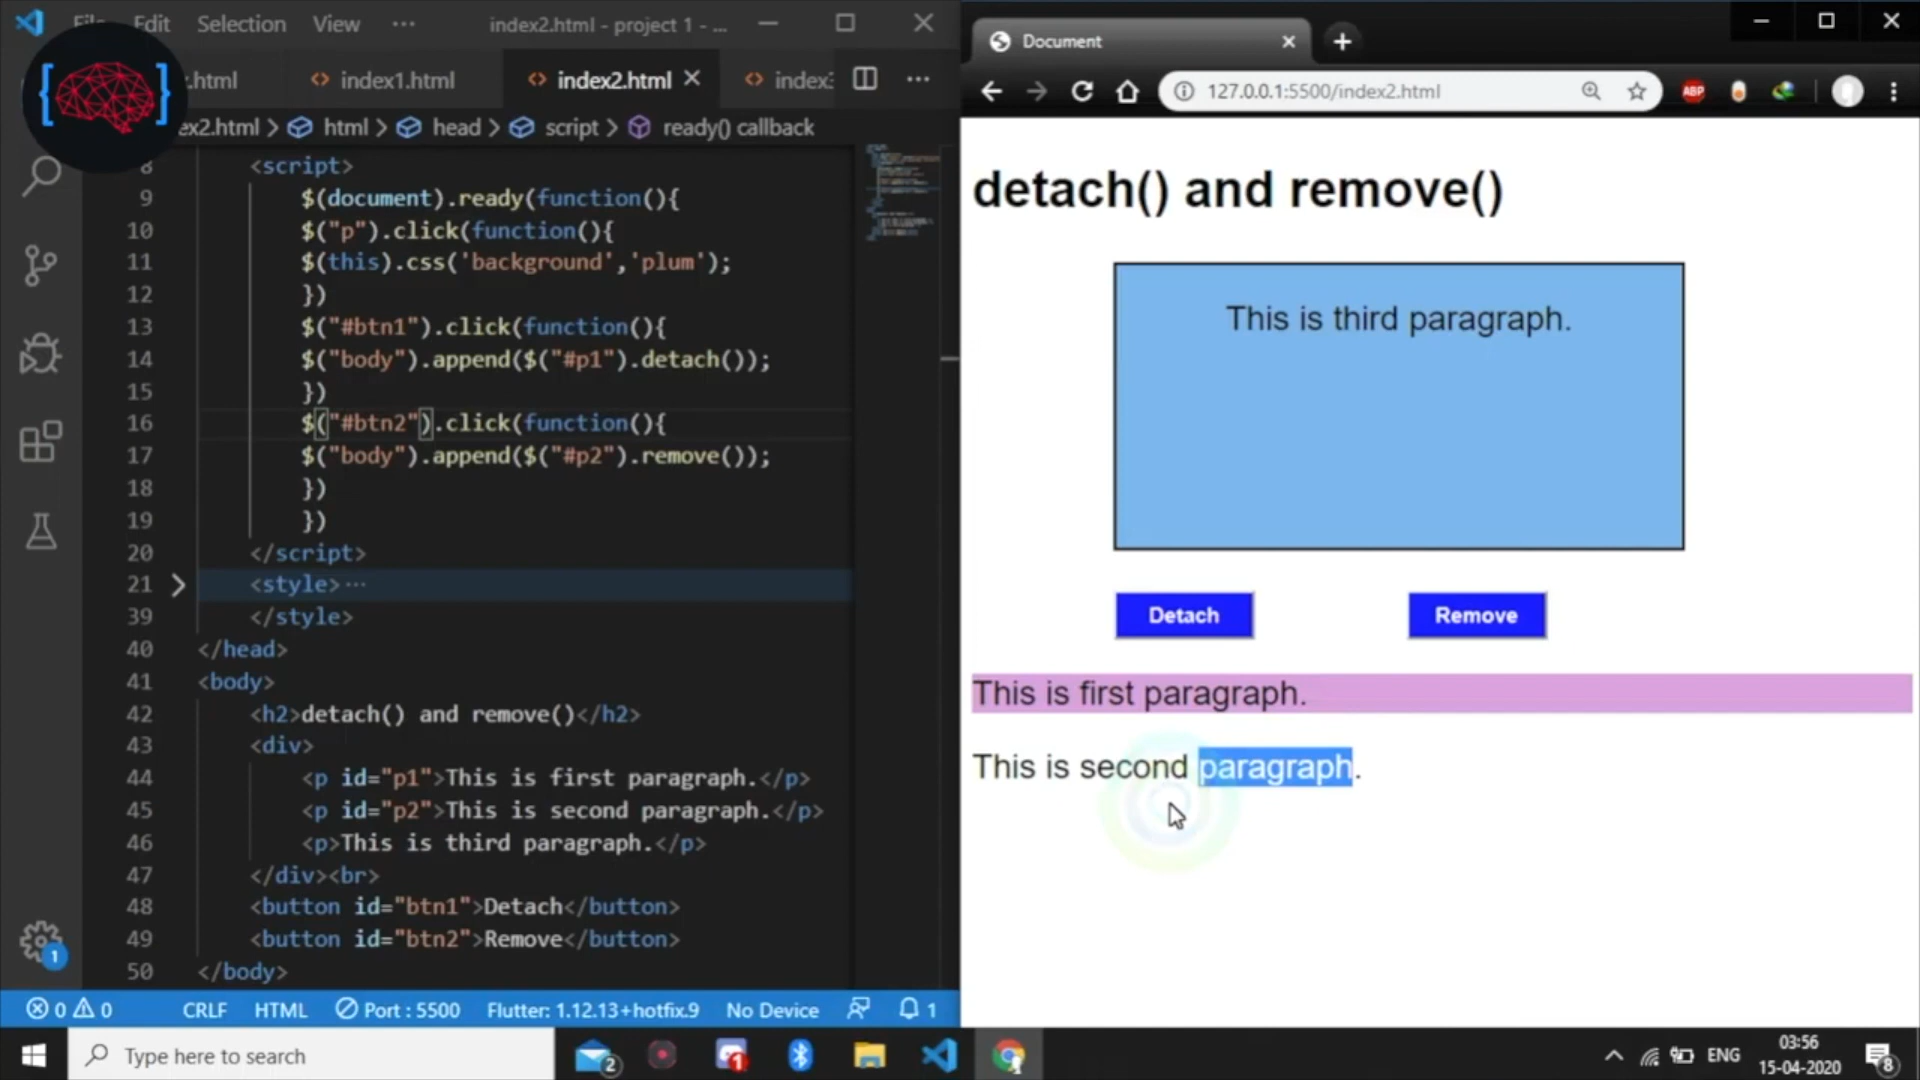 File Edit Selection View ··· index2.html - project 1 - ...
x.html index1.html index2.html index3 ···
ex2.html > html > head > script > ready() callback
8 <script>
9 $(document).ready(function(){
10 $("p").click(function(){
11 $(this).css('background','plum');
12 })
13 $("#btn1").click(function(){
14 $("body").append($("#p1").detach());
15 })
16 $("#btn2").click(function(){
17 $("body").append($("#p2").remove());
18 })
19 })
20 </script>
21 <style>···
39 </style>
40 </head>
41 <body>
42 <h2>detach() and remove()</h2>
43 <div>
44 <p id="p1">This is first paragraph.</p>
45 <p id="p2">This is second paragraph.</p>
46 <p>This is third paragraph.</p>
47 </div><br>
48 <button id="btn1">Detach</button>
49 <button id="btn2">Remove</button>
50 </body>
1
0 0 CRLF HTML Port : 5500 Flutter: 1.12.13+hotfix.9 No Device 1
Document
127.0.0.1:5500/index2.html ABP
detach() and remove()
This is third paragraph.
Detach Remove
This is first paragraph.
This is second paragraph.
Type here to search 2 1 ENG 03:56
15-04-2020 8